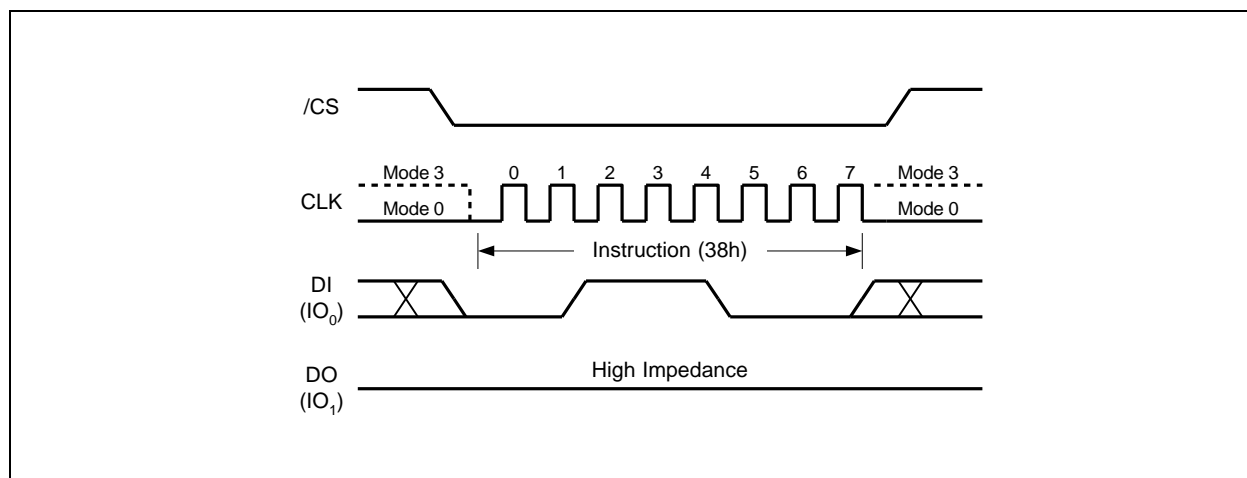 /CS
Mode 3 0 1 2 3 4 5 6 7 Mode 3
CLK
Mode 0 Mode 0
Instruction (38h)
DI
(IO0)
High Impedance
DO
(IO1)